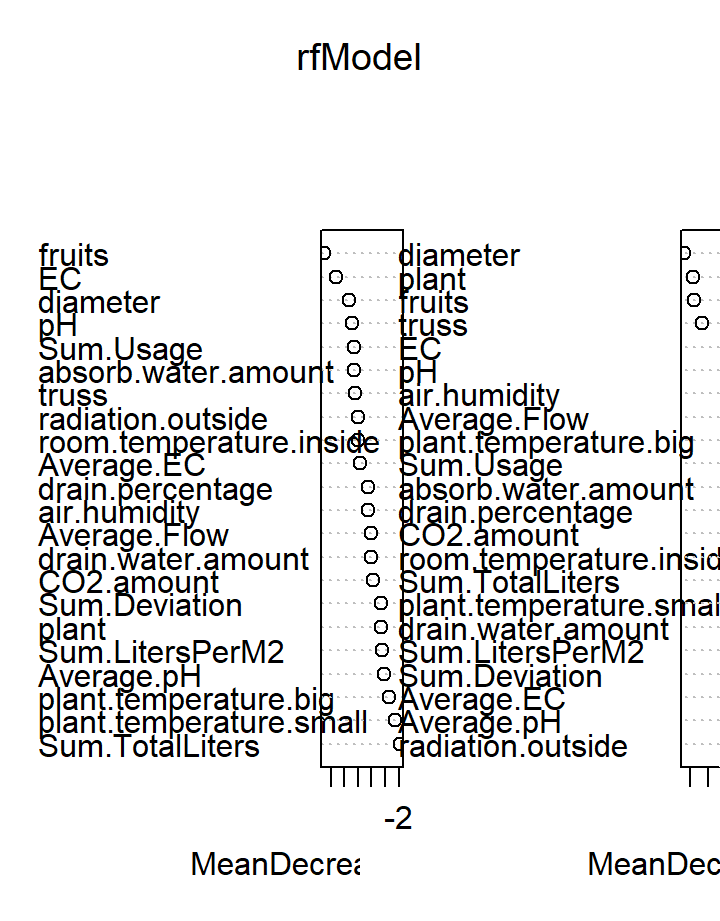 rfModel
fruits
EC
diameter
pH
Sum.Usage
absorb.water.amount
truss
radiation.outside
room.temperature.inside
Average.EC
drain.percentage
air.humidity
Average.Flow
drain.water.amount
CO2.amount
Sum.Deviation
plant
Sum.LitersPerM2
Average.pH
plant.temperature.big
plant.temperature.small
Sum.TotalLiters
-2
MeanDecrea
diameter
plant
fruits
truss
EC
pH
air.humidity
Average.Flow
plant.temperature.big
Sum.Usage
absorb.water.amount
drain.percentage
CO2.amount
room.temperature.insid
Sum.TotalLiters
plant.temperature.smal
drain.water.amount
Sum.LitersPerM2
Sum.Deviation
Average.EC
Average.pH
radiation.outside
MeanDec